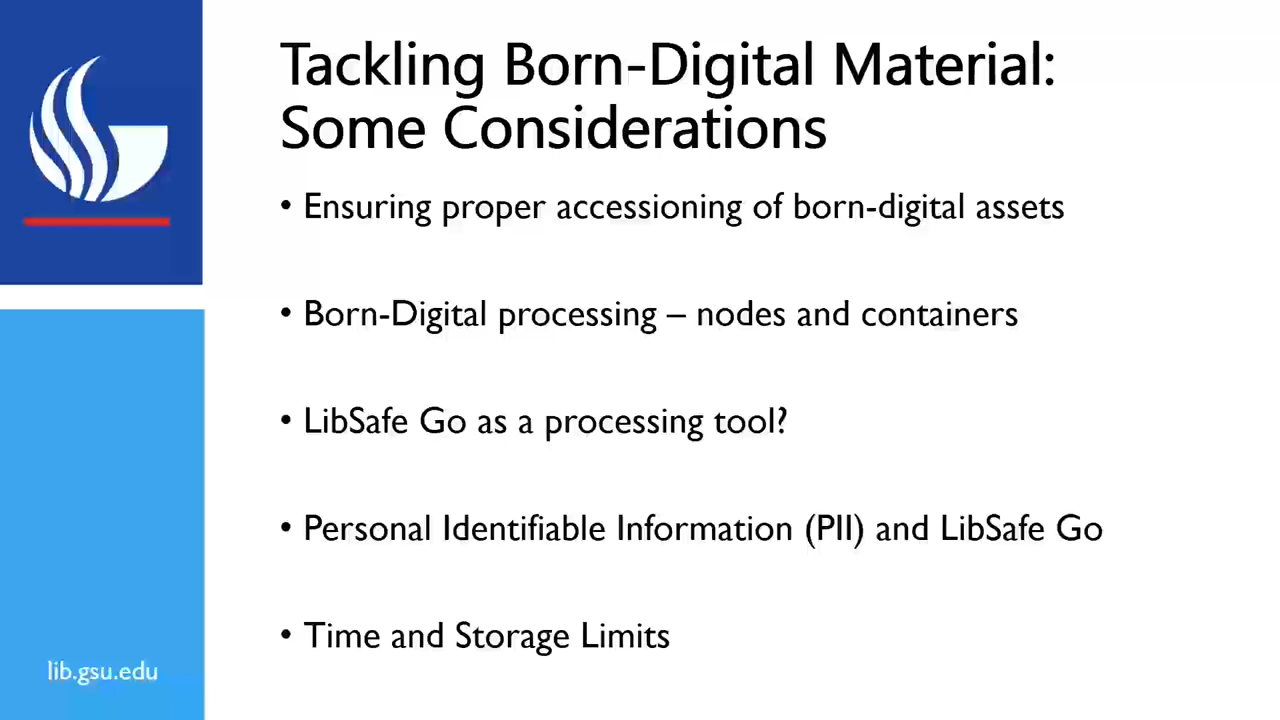 Tackling Born-Digital Material:
Some Considerations
• Ensuring proper accessioning of born-digital assets
• Born-Digital processing – nodes and containers
• LibSafe Go as a processing tool?
• Personal Identifiable Information (PII) and LibSafe Go
• Time and Storage Limits
lib.gsu.edu